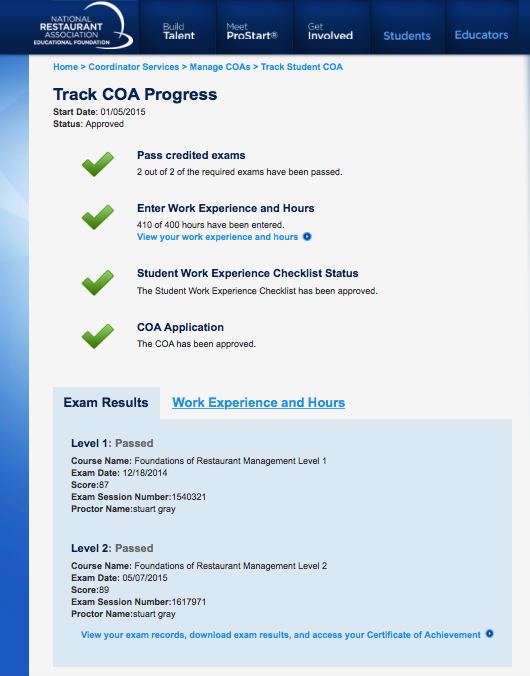 NATIONAL
RESTAURANT
ASSOCIATION
EDUCATIONAL FOUNDATION
Build
Talent
Meet
ProStart®
Get
Involved
Students
Educators
Home > Coordinator Services > Manage COAs > Track Student COA
Track COA Progress
Start Date: 01/05/2015
Status: Approved
Pass credited exams
2 out of 2 of the required exams have been passed.
Enter Work Experience and Hours
410 of 400 hours have been entered.
View your work experience and hours
Student Work Experience Checklist Status
The Student Work Experience Checklist has been approved.
COA Application
The COA has been approved.
Exam Results
Work Experience and Hours
Level 1: Passed
Course Name: Foundations of Restaurant Management Level 1
Exam Date: 12/18/2014
Score:87
Exam Session Number:1540321
Proctor Name:stuart gray
Level 2: Passed
Course Name: Foundations of Restaurant Management Level 2
Exam Date: 05/07/2015
Score:89
Exam Session Number:1617971
Proctor Name:stuart gray
View your exam records, download exam results, and access your Certificate of Achievement